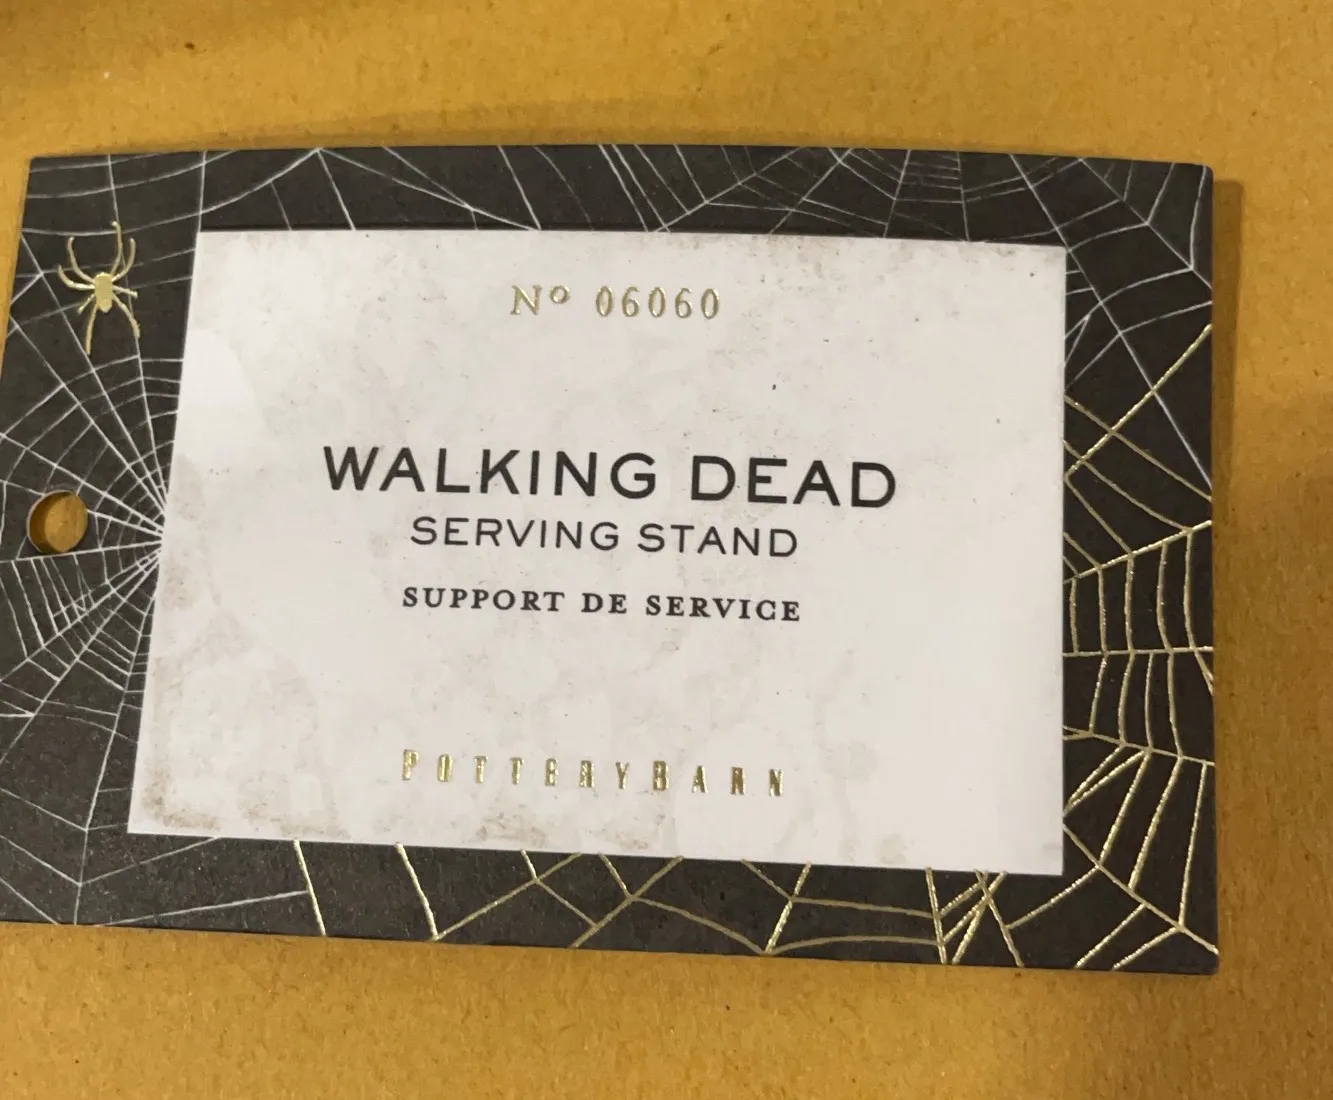 Nº 06060
WALKING DEAD
SERVING STAND
SUPPORT DE SERVICE
POTTERYBARN